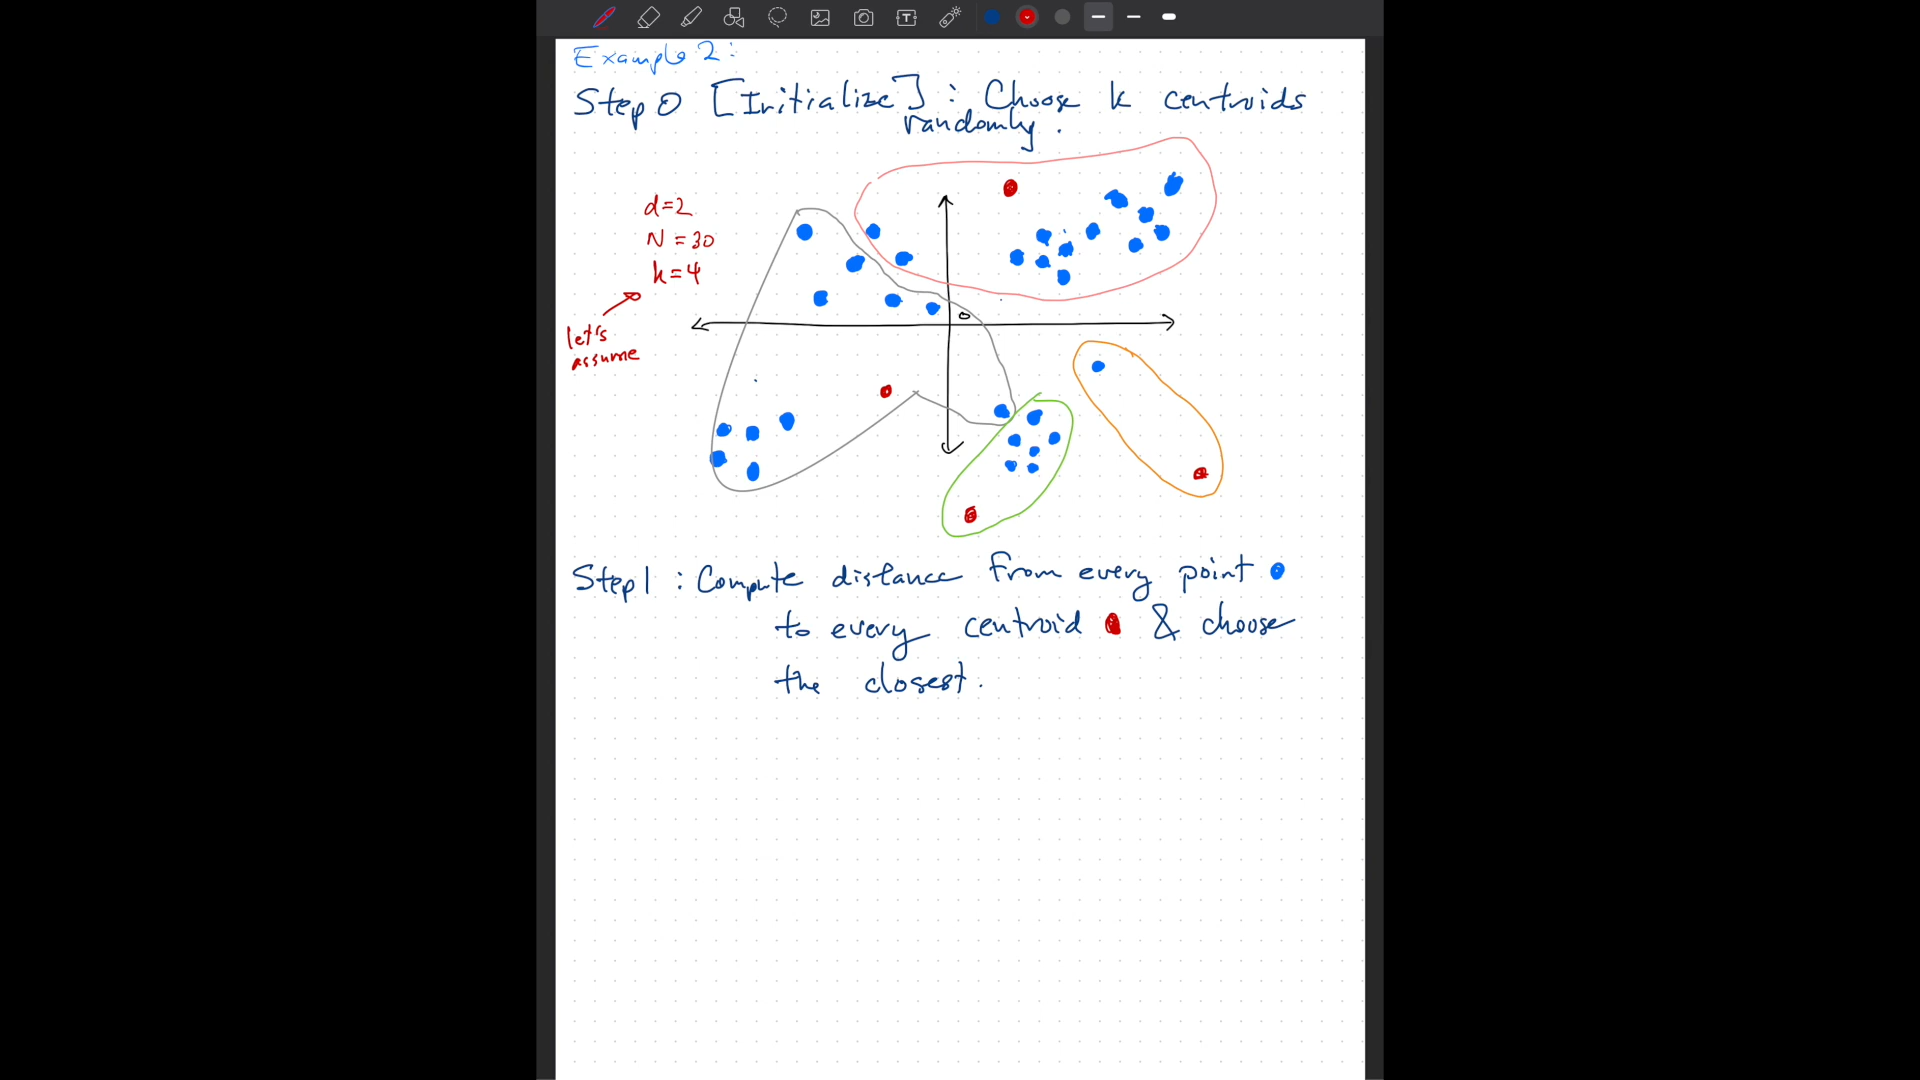 Example 2:
Step 0 [Initialize] : Choose k centroids
randomly.
d=2
N = 30
k=4
let's
assume
0
Step 1 : Compute distance from every point
to every centroid & choose
the closest.